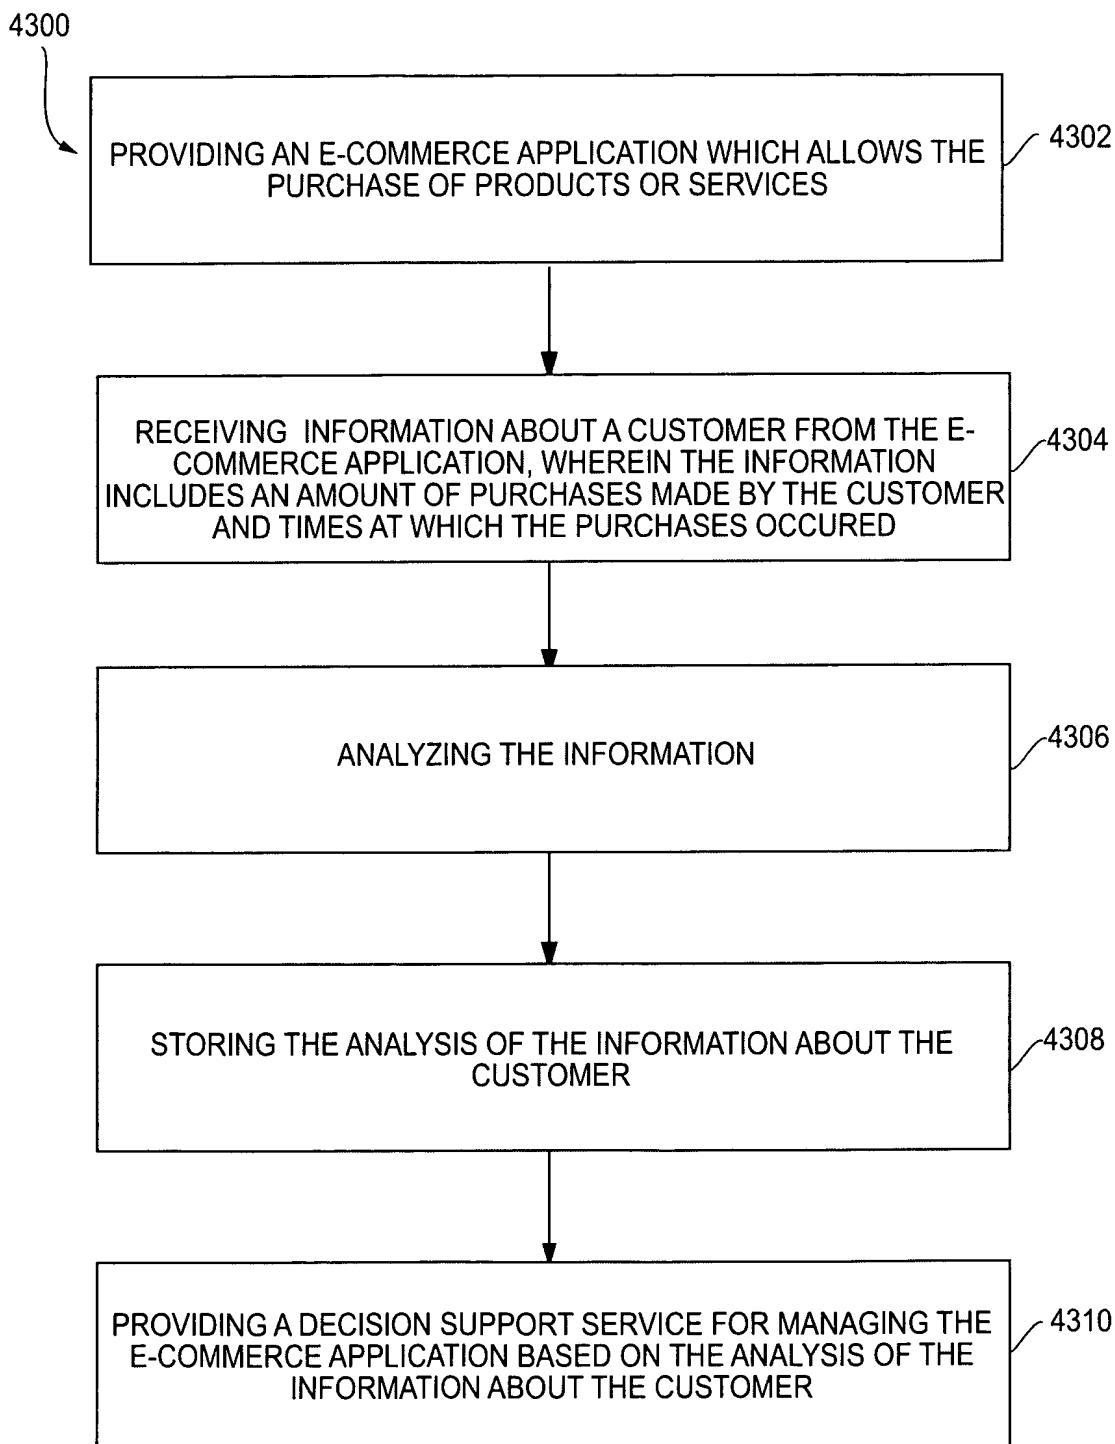 4300
PROVIDING AN E-COMMERCE APPLICATION WHICH ALLOWS THE
PURCHASE OF PRODUCTS OR SERVICES
4302
RECEIVING INFORMATION ABOUT A CUSTOMER FROM THE E-
COMMERCE APPLICATION, WHEREIN THE INFORMATION
INCLUDES AN AMOUNT OF PURCHASES MADE BY THE CUSTOMER
AND TIMES AT WHICH THE PURCHASES OCCURED
4304
ANALYZING THE INFORMATION
4306
STORING THE ANALYSIS OF THE INFORMATION ABOUT THE
CUSTOMER
4308
PROVIDING A DECISION SUPPORT SERVICE FOR MANAGING THE
E-COMMERCE APPLICATION BASED ON THE ANALYSIS OF THE
INFORMATION ABOUT THE CUSTOMER
4310